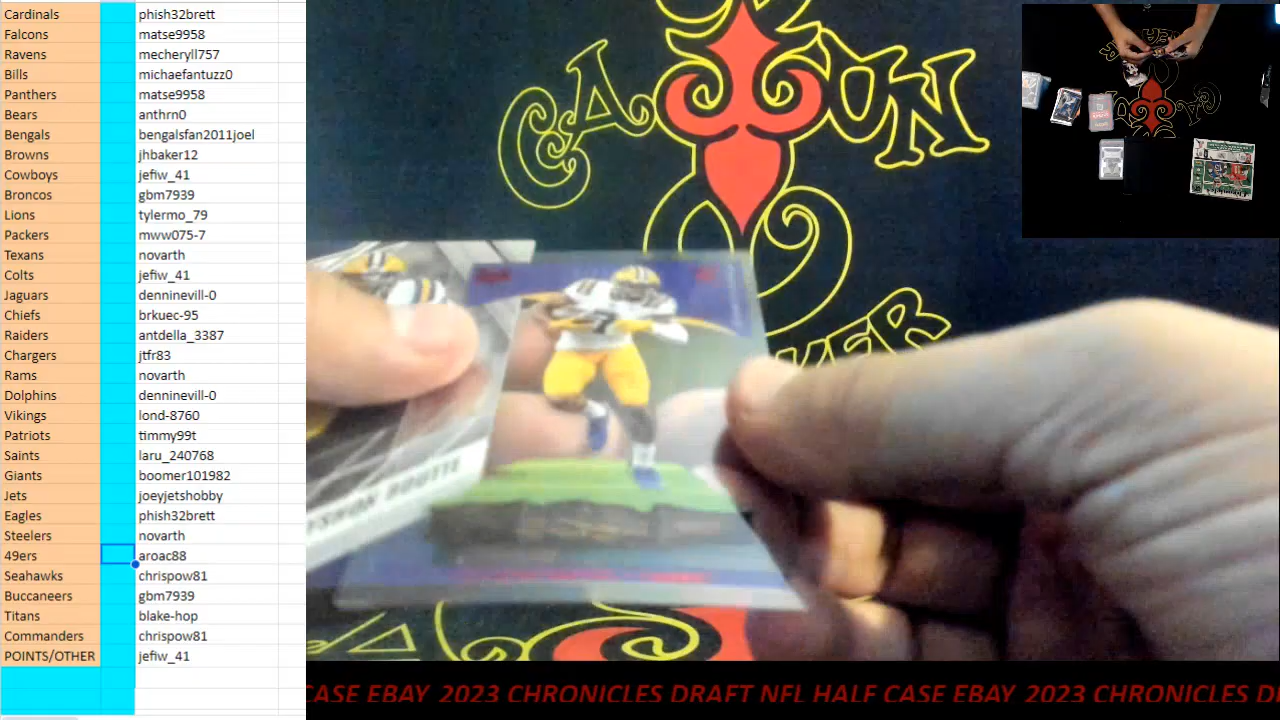 Cardinals phish32brett
Falcons matse9958
Ravens mecheryll757
Bills michaefantuzz0
Panthers matse9958
Bears anthrn0
Bengals bengalsfan2011joel
Browns jhbaker12
Cowboys jefiw_41
Broncos gbm7939
Lions tylermo_79
Packers mww075-7
Texans novarth
Colts jefiw_41
Jaguars denninevill-0
Chiefs brkuec-95
Raiders antdella_3387
Chargers jtfr83
Rams novarth
Dolphins denninevill-0
Vikings lond-8760
Patriots timmy99t
Saints laru_240768
Giants boomer101982
Jets joeyjetshobby
Eagles phish32brett
Steelers novarth
49ers aroac88
Seahawks chrispow81
Buccaneers gbm7939
Titans blake-hop
Commanders chrispow81
POINTS/OTHER jefiw_41
CASE EBAY 2023 CHRONICLES DRAFT NFL HALF CASE EBAY 2023 CHRONICLES D